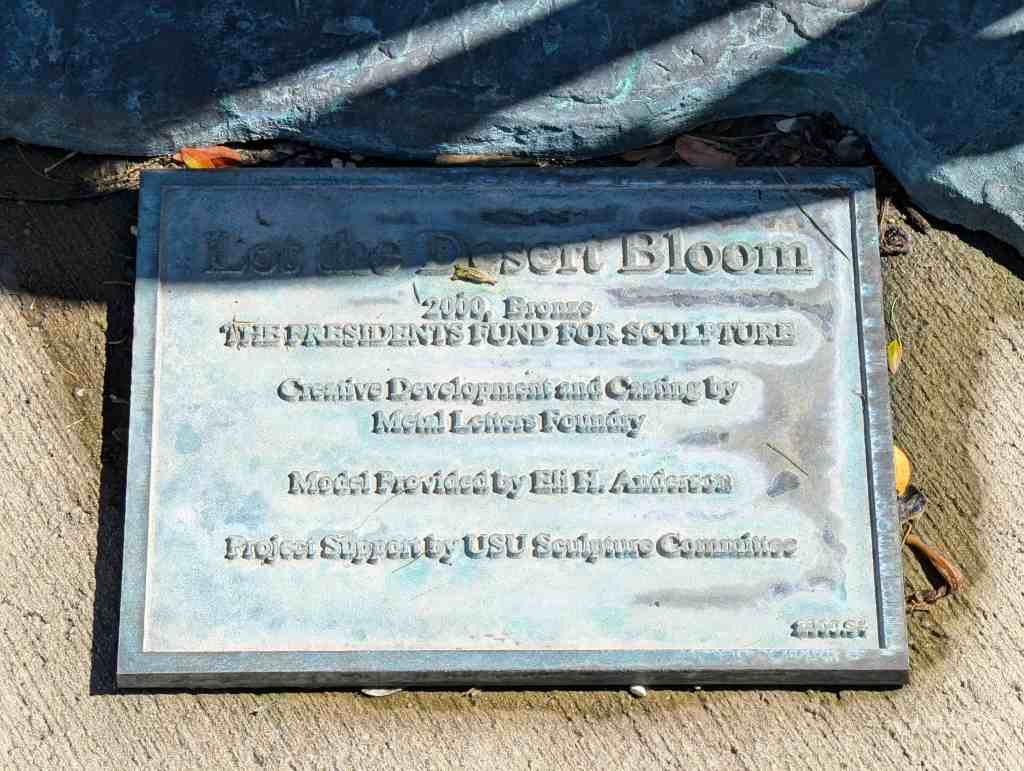 Let the Desert Bloom
2000, Bronze
THE PRESIDENTS FUND FOR SCULPTURE
Creative Development and Casting by
Metal Letters Foundry
Model Provided by Eli H. Anderson
Project Support by USU Sculpture Committee